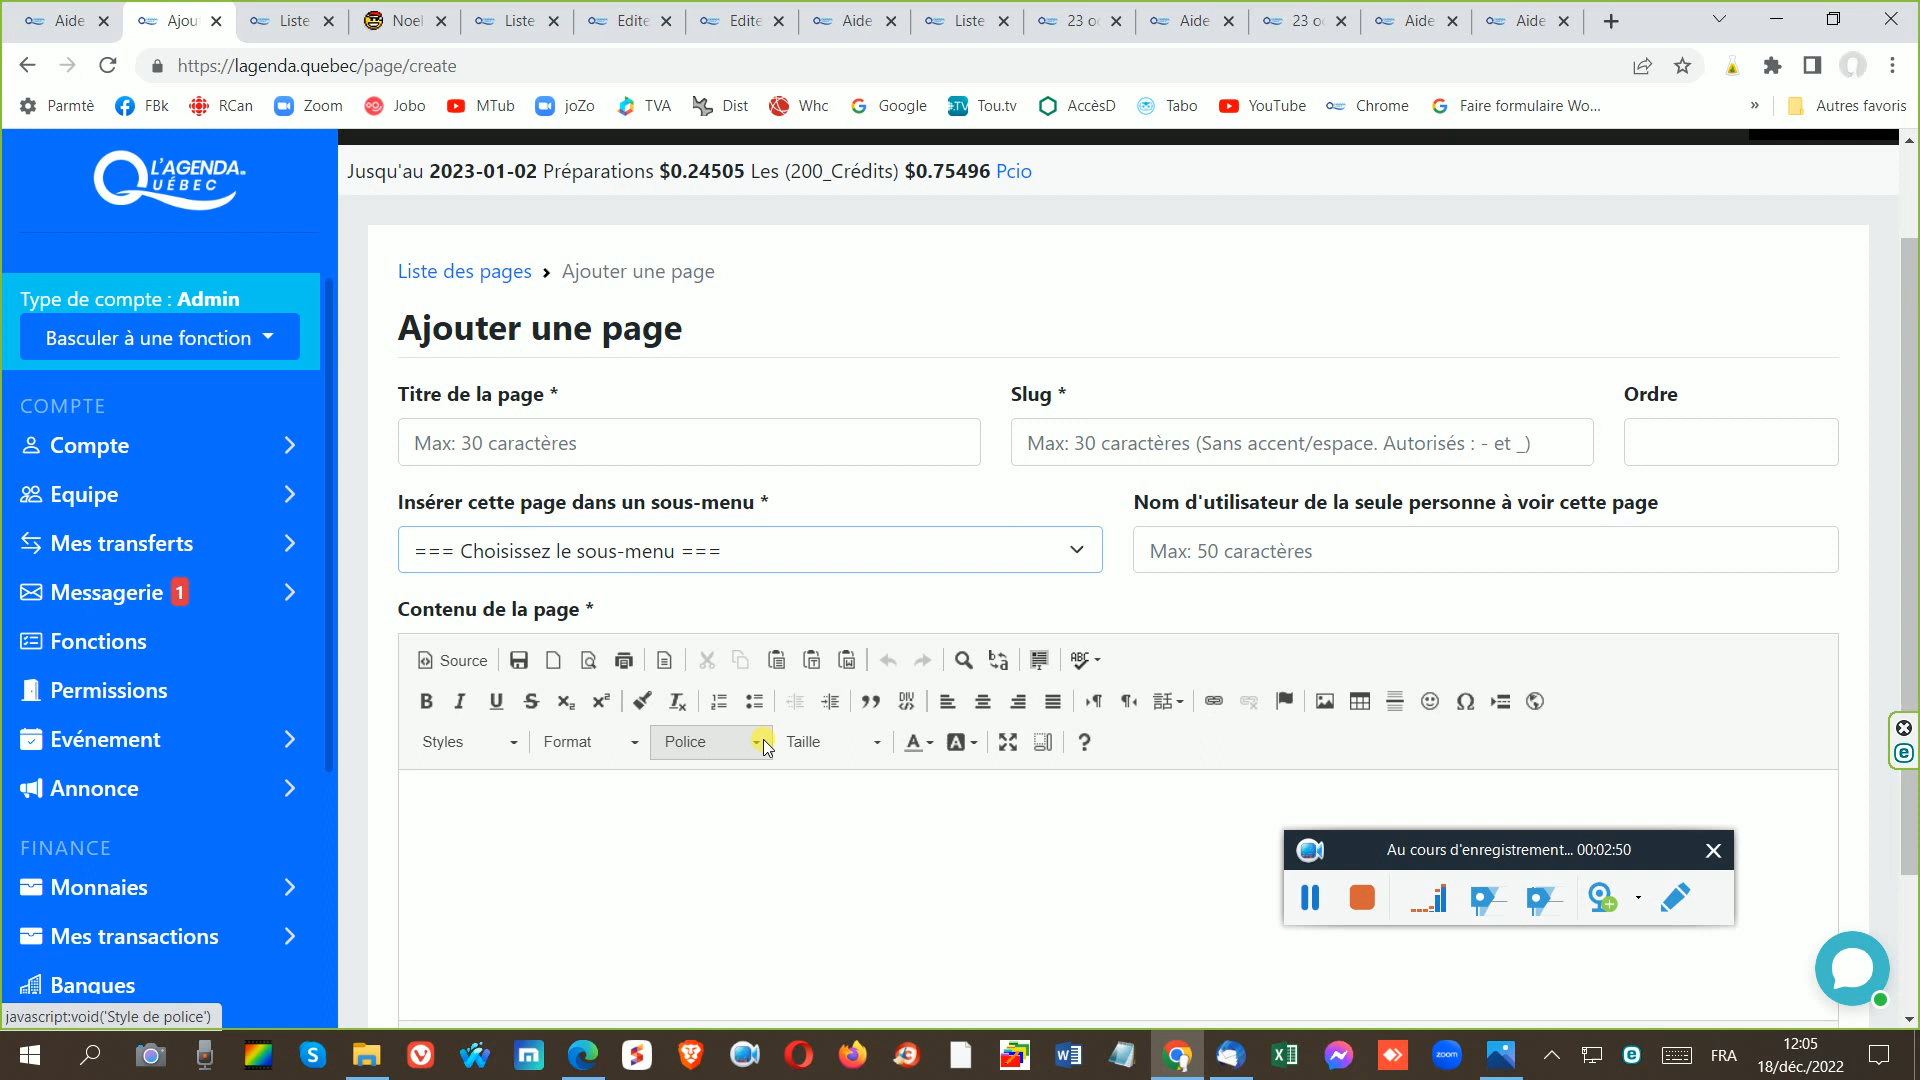 Aide
Ajou
Liste
Noel
Liste
Edite
Edite
Aide
Liste
23 o
Aide
23 o
Aide
Aide
https://lagenda.quebec/page/create
Parmtè
FBk
RCan
Zoom
Jobo
MTub
joZo
TVA
Dist
Whc
Google
Tou.tv
AccèsD
Tabo
YouTube
Chrome
Faire formulaire Wo...
»
Autres favoris
L'AGENDA
QUÉBEC
Jusqu'au 2023-01-02 Préparations $0.24505 Les (200_Crédits) $0.75496 Pcio
Type de compte : Admin
Basculer à une fonction
COMPTE
Compte
Equipe
Mes transferts
Messagerie 1
Fonctions
Permissions
Evénement
Annonce
FINANCE
Monnaies
Mes transactions
Banques
javascript:void('Style de police')
Liste des pages › Ajouter une page
Ajouter une page
Titre de la page *
Slug *
Ordre
Max: 30 caractères
Max: 30 caractères (Sans accent/espace. Autorisés : - et _)
Insérer cette page dans un sous-menu *
Nom d'utilisateur de la seule personne à voir cette page
=== Choisissez le sous-menu ===
Max: 50 caractères
Contenu de la page *
Source
Styles
Format
Police
Taille
Au cours d'enregistrement... 00:02:50
FRA
12:05
18/déc./2022